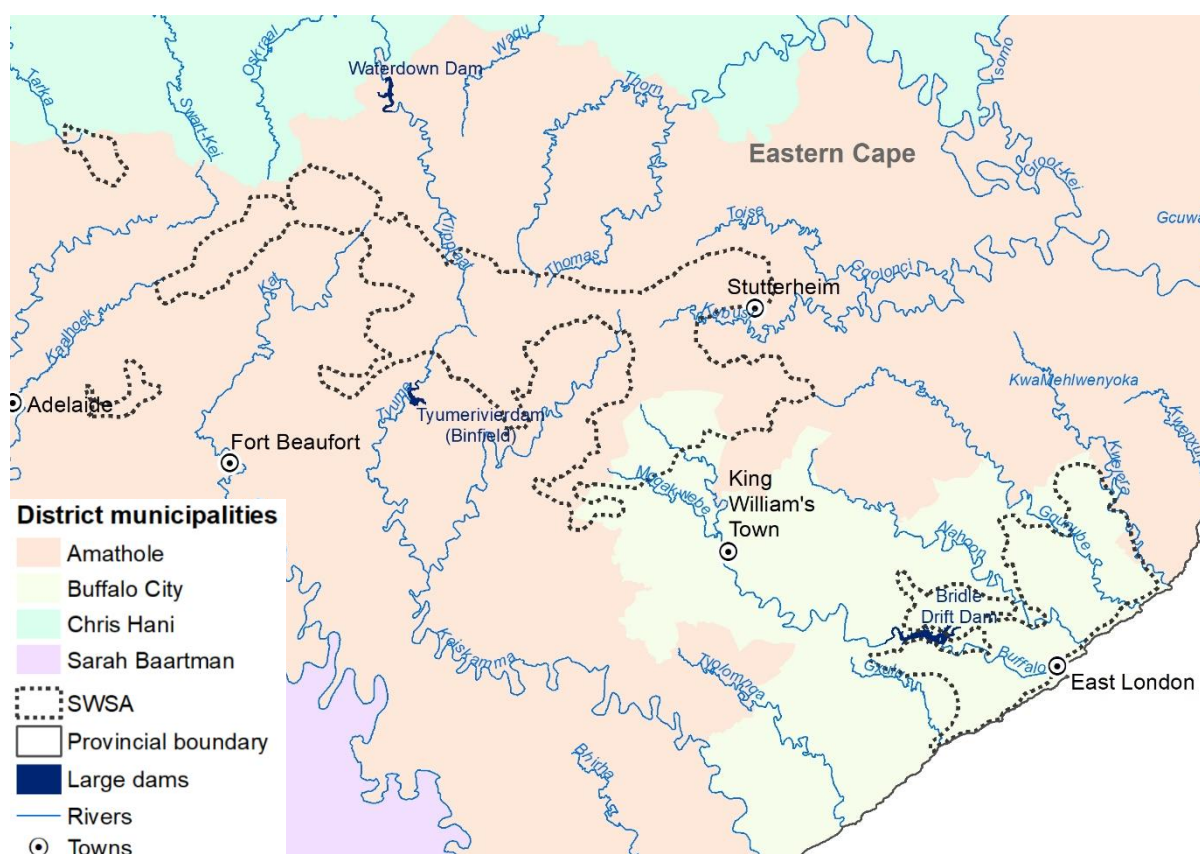 Tarka
Swart-Kei
Oskraal
Waterdown Dam
Waqu
Thorn
Tsomo
Eastern Cape
Groot-Kei
Gcuwa
Toise
Klipplaat
Thomas
Gqolonci
Stutterheim
Kubusi
Kat
Kaalhoek
Adelaide
Tyume
Tyumerivierdam
(Binfield)
KwaMehlwenyoka
Kwenxura
Kwelera
Fort Beaufort
King
William's
Town
Mgqakwebe
Nahoon
Gqunube
Bridle
Drift Dam
Buffalo
East London
Keiskamma
Tyolomnqa
Bhirha
District municipalities
Amathole
Buffalo City
Chris Hani
Sarah Baartman
SWSA
Provincial boundary
Large dams
Rivers
Towns